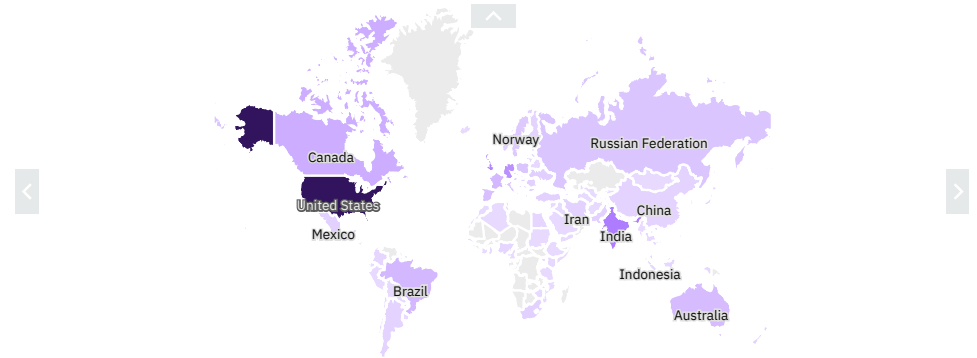 Norway
Russian Federation
Canada
United States
China
Iran
Mexico
India
Indonesia
Brazil
Australia